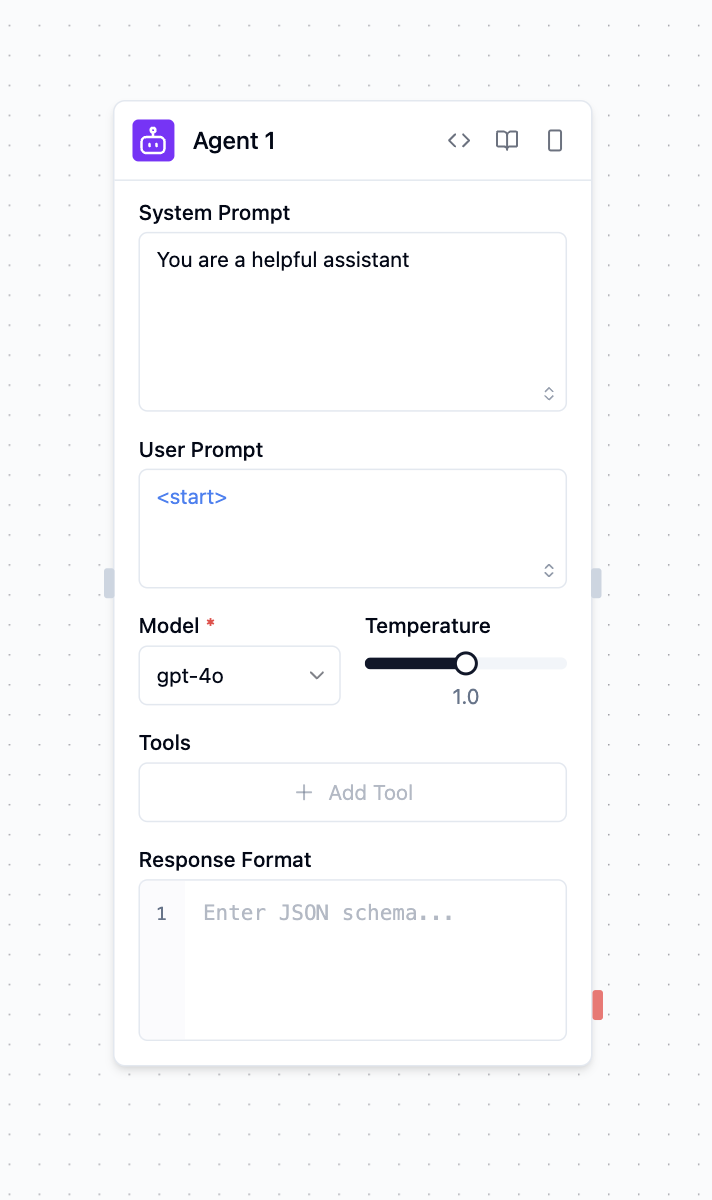 Agent 1
System Prompt
You are a helpful assistant
User Prompt
<start>
Model *
Temperature
gpt-4o
1.0
Tools
+ Add Tool
Response Format
1 Enter JSON schema...